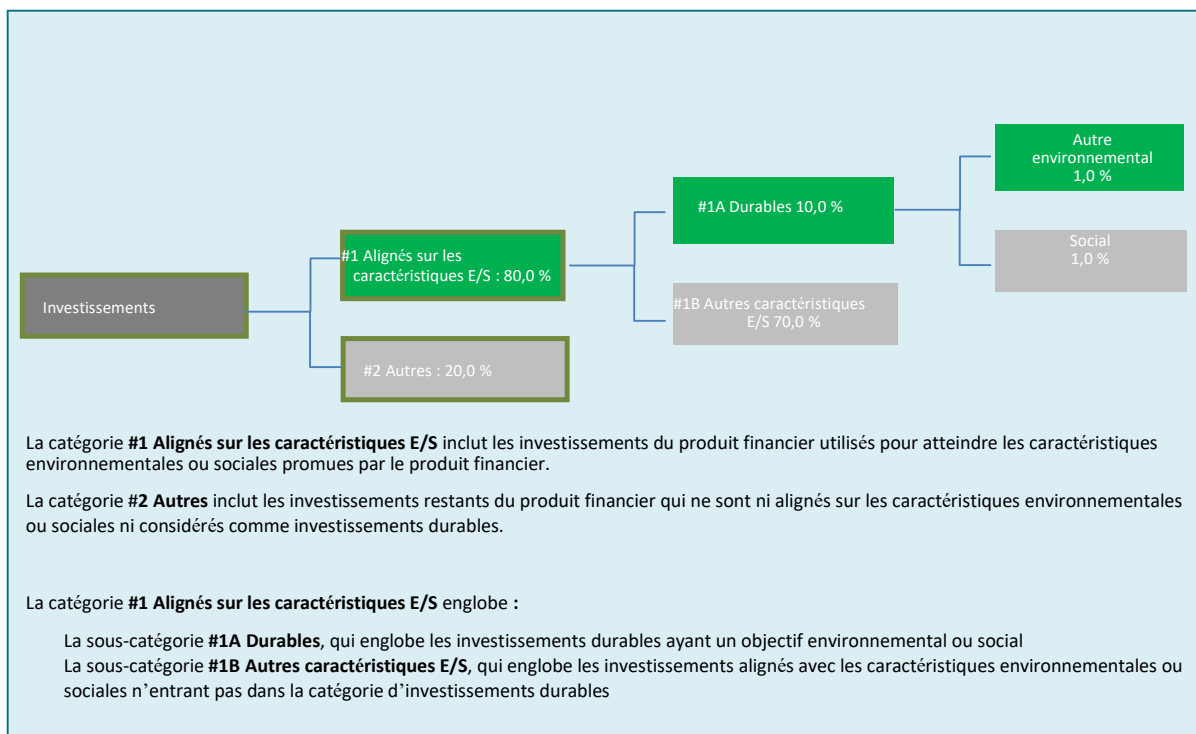 Autre
environnemental
1,0 %
#1A Durables 10,0 %
Social
1,0 %
#1 Alignés sur les
caractéristiques E/S : 80,0 %
Investissements
#1B Autres caractéristiques
E/S 70,0 %
#2 Autres : 20,0 %
La catégorie #1 Alignés sur les caractéristiques E/S inclut les investissements du produit financier utilisés pour atteindre les caractéristiques
environnementales ou sociales promues par le produit financier.
La catégorie #2 Autres inclut les investissements restants du produit financier qui ne sont ni alignés sur les caractéristiques environnementales
ou sociales ni considérés comme investissements durables.
La catégorie #1 Alignés sur les caractéristiques E/S englobe :
La sous-catégorie #1A Durables, qui englobe les investissements durables ayant un objectif environnemental ou social
La sous-catégorie #1B Autres caractéristiques E/S, qui englobe les investissements alignés avec les caractéristiques environnementales ou
sociales n’entrant pas dans la catégorie d’investissements durables